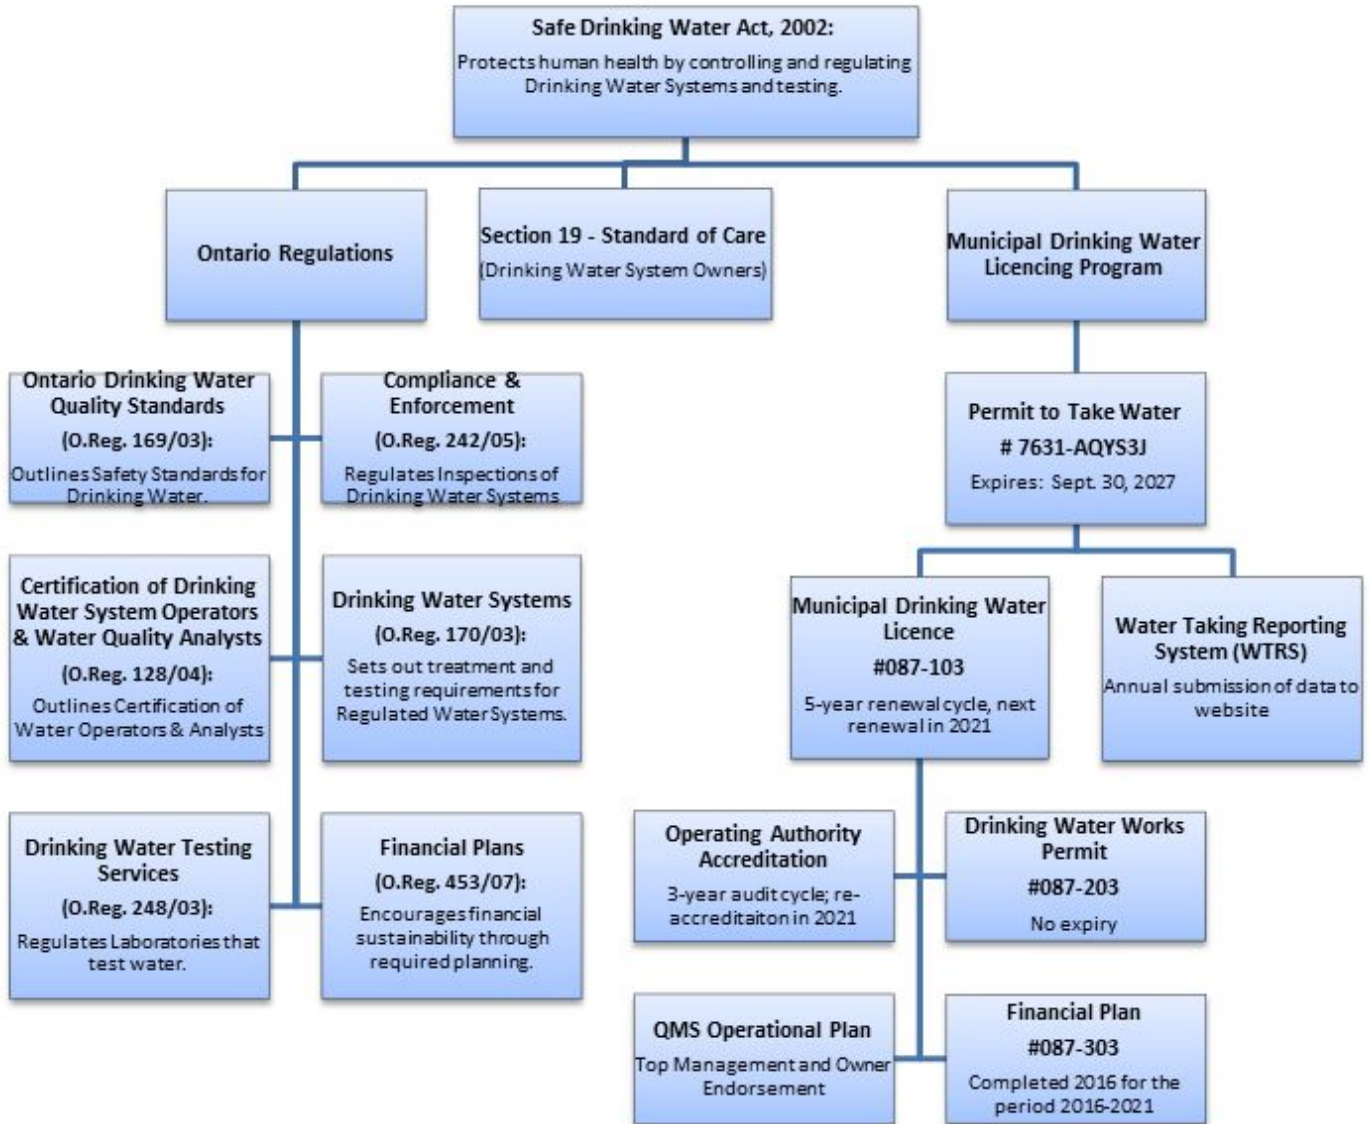 Safe Drinking Water Act, 2002:
Protects human health by controlling and regulating
Drinking Water Systems and testing.
Ontario Regulations
Section 19 - Standard of Care
(Drinking Water System Owners)
Municipal Drinking Water
Licencing Program
Ontario Drinking Water
Quality Standards
(O.Reg. 169/03):
Outlines Safety Standards for
Drinking Water.
Compliance &
Enforcement
(O.Reg. 242/05):
Regulates Inspections of
Drinking Water Systems
Permit to Take Water
# 7631-AQYS3J
Expires: Sept. 30, 2027
Certification of Drinking
Water System Operators
& Water Quality Analysts
(O.Reg. 128/04):
Outlines Certification of
Water Operators & Analysts
Drinking Water Systems
(O.Reg. 170/03):
Sets out treatment and
testing requirements for
Regulated Water Systems.
Municipal Drinking Water
Licence
#087-103
5-year renewal cycle, next
renewal in 2021
Water Taking Reporting
System (WTRS)
Annual submission of data to
website
Drinking Water Testing
Services
(O.Reg. 248/03):
Regulates Laboratories that
test water.
Financial Plans
(O.Reg. 453/07):
Encourages financial
sustainability through
required planning.
Operating Authority
Accreditation
3-year audit cycle; re-
accreditaiton in 2021
Drinking Water Works
Permit
#087-203
No expiry
QMS Operational Plan
Top Management and Owner
Endorsement
Financial Plan
#087-303
Completed 2016 for the
period 2016-2021